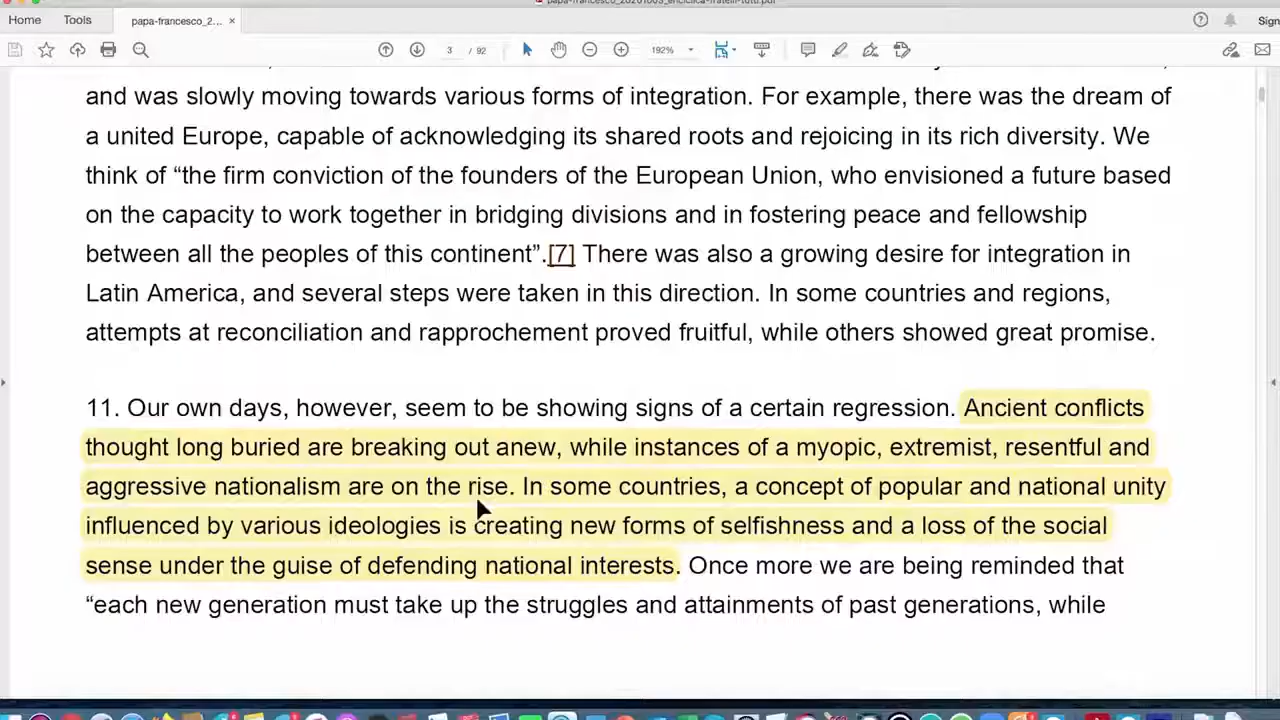 papa-francesco_20201003_enciclica-fratelli-tutti.pdf
Home
Tools
papa-francesco_2...
×
Sign
3 / 92
192%
and was slowly moving towards various forms of integration. For example, there was the dream of
a united Europe, capable of acknowledging its shared roots and rejoicing in its rich diversity. We
think of “the firm conviction of the founders of the European Union, who envisioned a future based
on the capacity to work together in bridging divisions and in fostering peace and fellowship
between all the peoples of this continent”.[7] There was also a growing desire for integration in
Latin America, and several steps were taken in this direction. In some countries and regions,
attempts at reconciliation and rapprochement proved fruitful, while others showed great promise.
11. Our own days, however, seem to be showing signs of a certain regression. Ancient conflicts
thought long buried are breaking out anew, while instances of a myopic, extremist, resentful and
aggressive nationalism are on the rise. In some countries, a concept of popular and national unity
influenced by various ideologies is creating new forms of selfishness and a loss of the social
sense under the guise of defending national interests. Once more we are being reminded that
“each new generation must take up the struggles and attainments of past generations, while